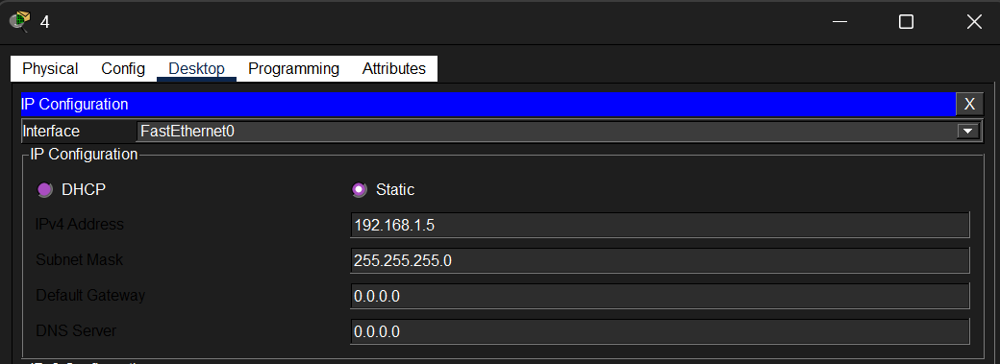 4
Physical Config Desktop Programming Attributes
IP Configuration X
Interface FastEthernet0
IP Configuration
DHCP Static
IPv4 Address 192.168.1.5
Subnet Mask 255.255.255.0
Default Gateway 0.0.0.0
DNS Server 0.0.0.0